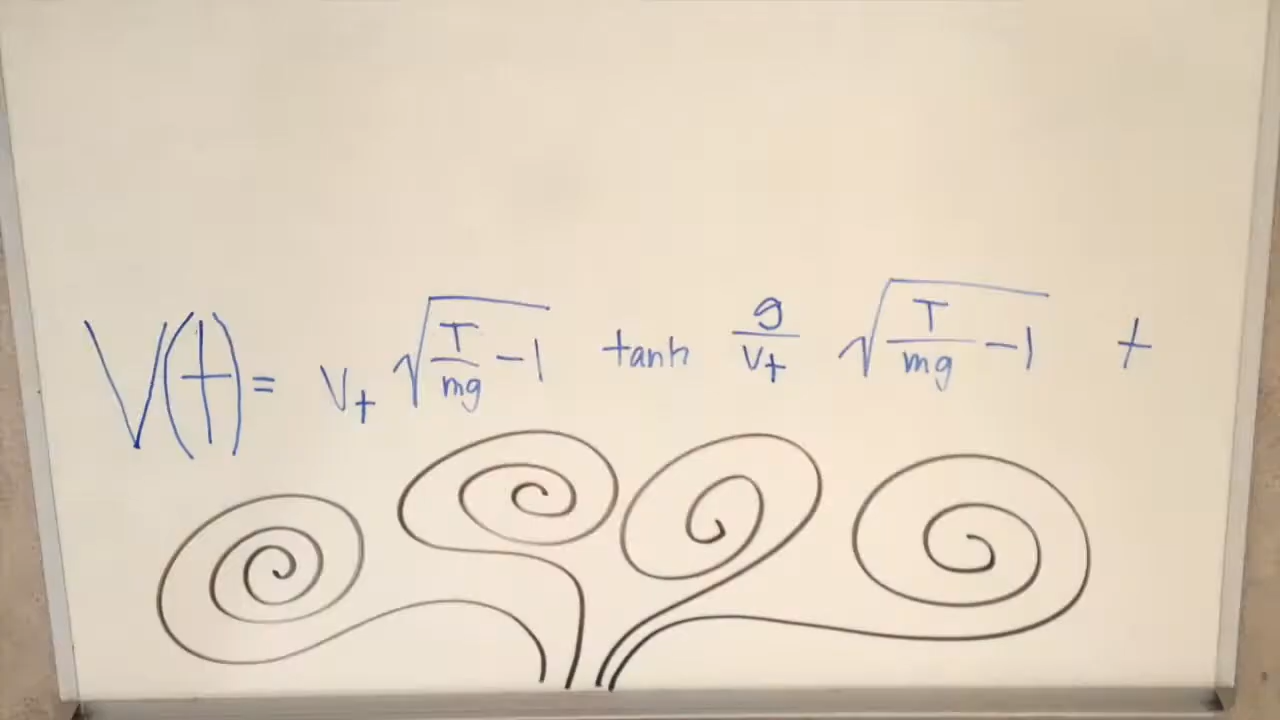 V(t) = v_t √(T/mg − 1) tanh g/v_t √(T/mg − 1) t